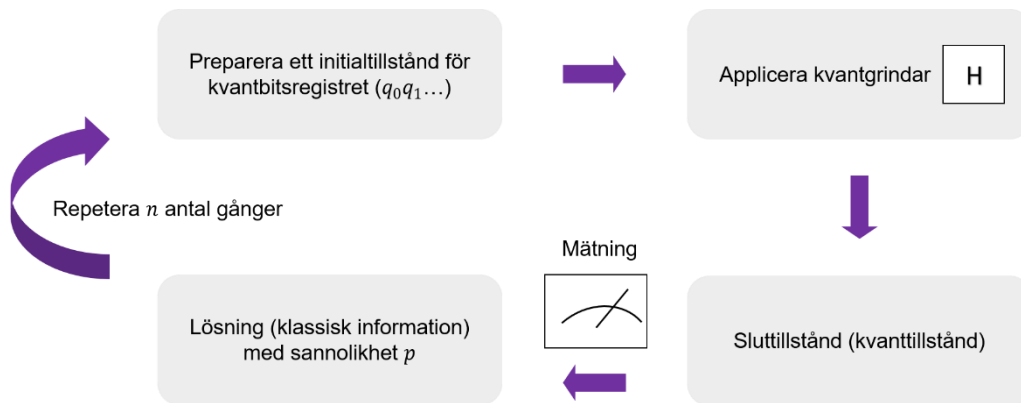 Preparera ett initialtillstånd för
kvantbitsregistret (q₀q₁…)
Applicera kvantgrindar
H
Repetera n antal gånger
Mätning
Lösning (klassisk information)
med sannolikhet p
Sluttillstånd (kvanttillstånd)